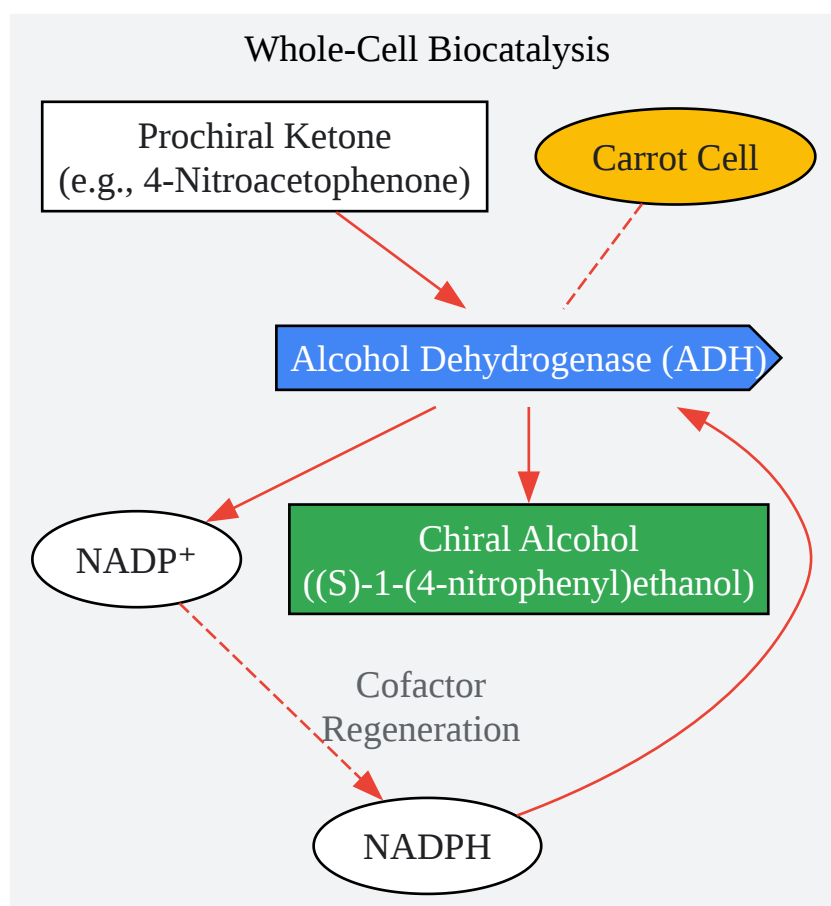 Whole-Cell Biocatalysis
Prochiral Ketone
(e.g., 4-Nitroacetophenone)
Carrot Cell
Alcohol Dehydrogenase (ADH)
NADP⁺
Chiral Alcohol
((S)-1-(4-nitrophenyl)ethanol)
Cofactor
Regeneration
NADPH